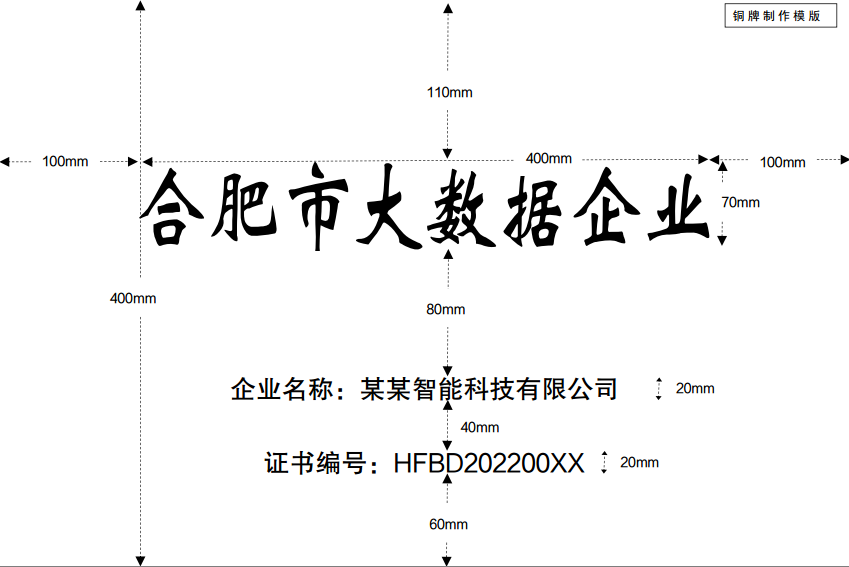 铜牌制作模版
110mm
100mm
400mm
100mm
合肥市大数据企业
70mm
400mm
80mm
企业名称：某某智能科技有限公司
20mm
40mm
证书编号：HFBD202200XX
20mm
60mm